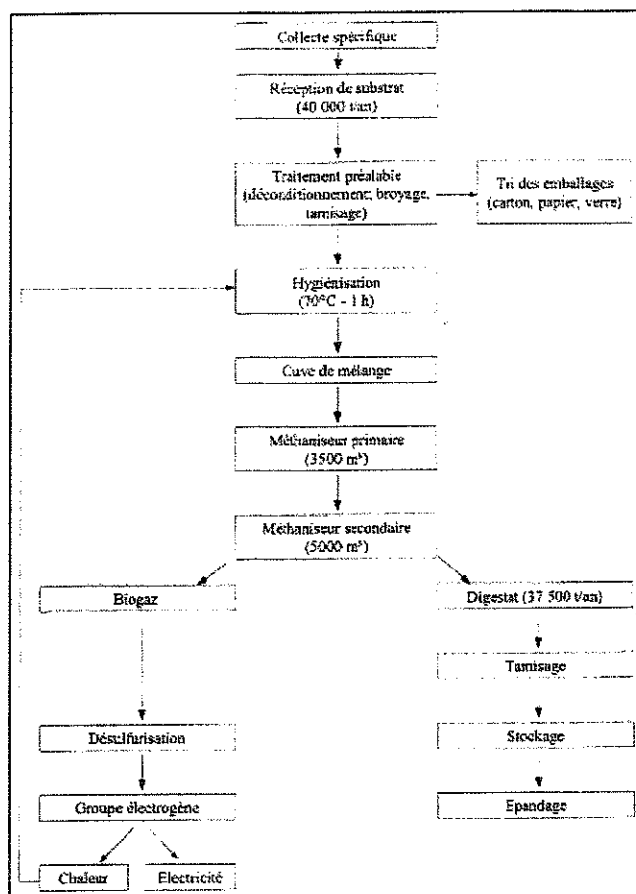 Collecte spécifique
Réception de substrat
(40 000 t/an)
Traitement préalable
(déconditionnement, broyage,
tamisage)
Tri des emballages
(carton, papier, verre)
Hygiénisation
(70°C - 1 h)
Cuve de mélange
Méthaniseur primaire
(3500 m³)
Méthaniseur secondaire
(5000 m³)
Biogaz
Digestat (37 500 t/an)
Tamisage
Désulfurisation
Stockage
Groupe électrogène
Epandage
Chaleur
Electricité